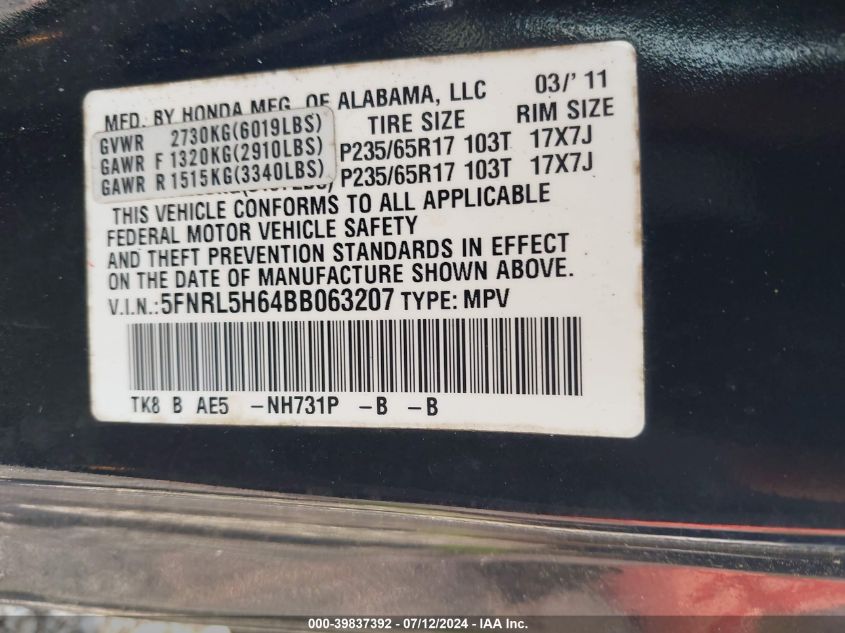 MFD. BY HONDA MFG. OF ALABAMA, LLC 03/'11
TIRE SIZE RIM SIZE
GVWR 2730KG(6019LBS)
GAWR F 1320KG(2910LBS) P235/65R17 103T 17X7J
GAWR R 1515KG(3340LBS) P235/65R17 103T 17X7J
THIS VEHICLE CONFORMS TO ALL APPLICABLE
FEDERAL MOTOR VEHICLE SAFETY
AND THEFT PREVENTION STANDARDS IN EFFECT
ON THE DATE OF MANUFACTURE SHOWN ABOVE.
V.I.N.:5FNRL5H64BB063207 TYPE: MPV
TK8 B AE5 -NH731P -B -B
000-39837392 - 07/12/2024 - IAA Inc.